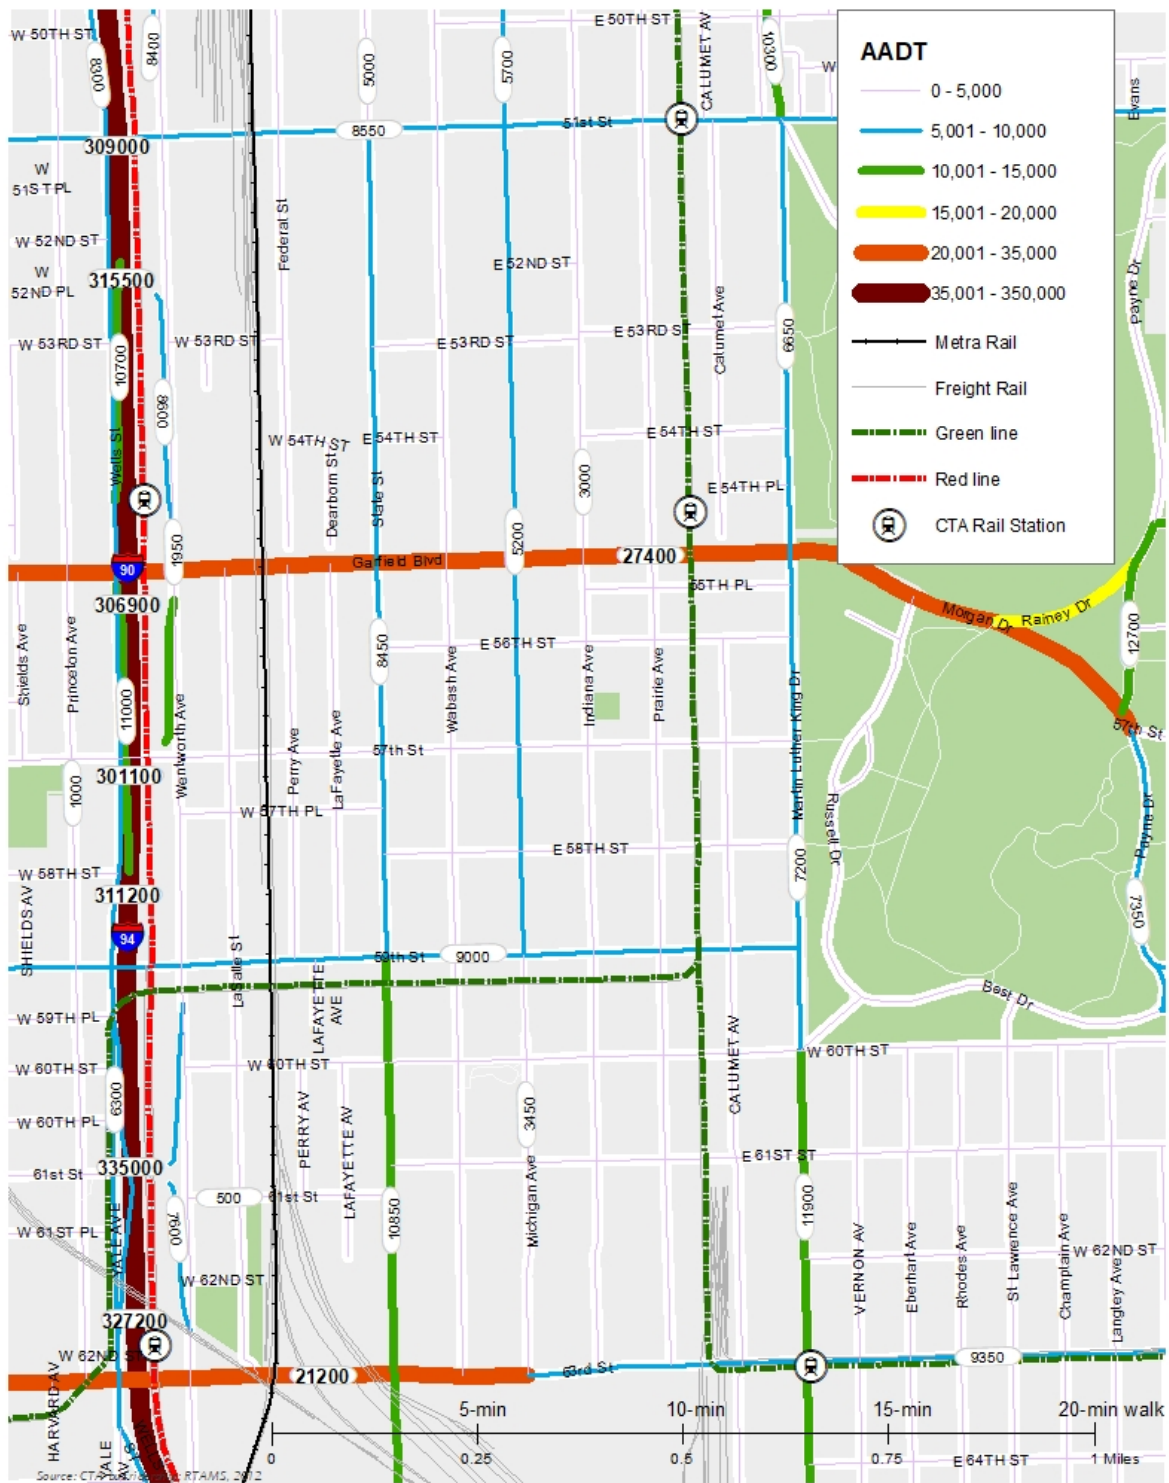 E 50TH ST
W 50TH ST
8300
8400
5000
5700
CALUMET AV
10300
W
Evans
AADT
0 - 5,000
5,001 - 10,000
10,001 - 15,000
15,001 - 20,000
20,001 - 35,000
35,001 - 350,000
Metra Rail
Freight Rail
Green line
Red line
CTA Rail Station
8550
51st St
309000
W
51ST PL
W 52ND ST
W
52ND PL
315500
Federal St
E 52ND ST
Calumet Ave
6650
Payne Dr
W 53RD ST
W 53RD ST
E 53RD ST
E 53RD ST
10700
8600
Wells St
W 54TH ST
E 54TH ST
E 54TH ST
Dearborn St
State St
3000
E 54TH PL
1950
5200
90
Garfield Blvd
27400
306900
55TH PL
Morgan Dr
Rainey Dr
12700
Shields Ave
Princeton Ave
8450
E 56TH ST
Wabash Ave
Indiana Ave
Prairie Ave
11000
Wentworth Ave
Perry Ave
LaFayette Ave
Martin Luther King Dr
57th St
57th St
301100
1000
W 57TH PL
Russell Dr
Payna Dr
E 58TH ST
7200
W 58TH ST
311200
7350
94
SHIELDS AV
LaSalle St
59th St
9000
LAFAYETTE
AVE
Best Dr
W 59TH PL
W 60TH ST
W 60TH ST
W 60TH ST
CALUMET AV
6300
3450
W 60TH PL
PERRY AV
LAFAYETTE AV
E 61ST ST
335000
61st St
500
61st St
Michigan Ave
10850
11900
7600
W 61ST PL
YALE AVE
VERNON AV
Eberhart Ave
Rhodes Ave
St Lawrence Ave
Champlain Ave
W 62ND ST
Langley Ave
W 62ND ST
327200
W 62ND ST
21200
63rd St
9350
HARVARD AV
YALE
AV
5-min
10-min
15-min
20-min walk
0
0.25
0.5
0.75
1 Miles
E 64TH ST